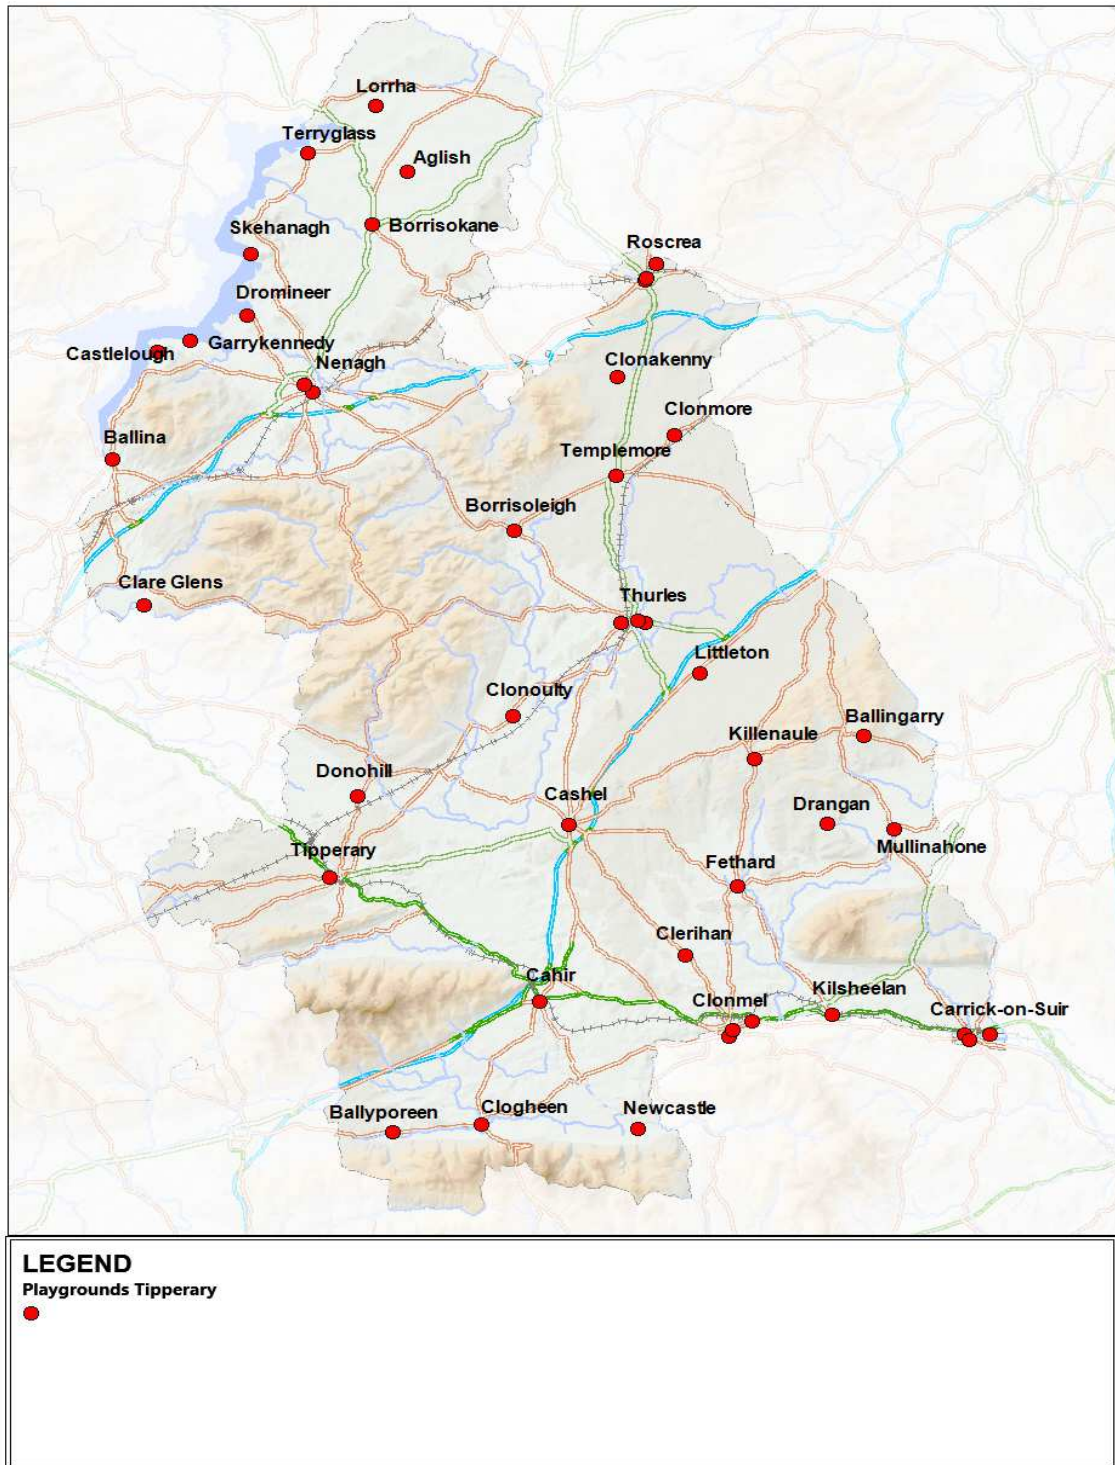 Lorrha
Terryglass
Aglish
Skehanagh
Borrisokane
Roscrea
Dromineer
Garrykennedy
Castlelough
Nenagh
Clonakenny
Clonmore
Ballina
Templemore
Borrisoleigh
Clare Glens
Thurles
Littleton
Clonoulty
Ballingarry
Killenaule
Donohill
Cashel
Drangan
Mullinahone
Tipperary
Fethard
Clerihan
Cahir
Kilsheelan
Clonmel
Carrick-on-Suir
Ballyporeen
Clogheen
Newcastle
LEGEND
Playgrounds Tipperary